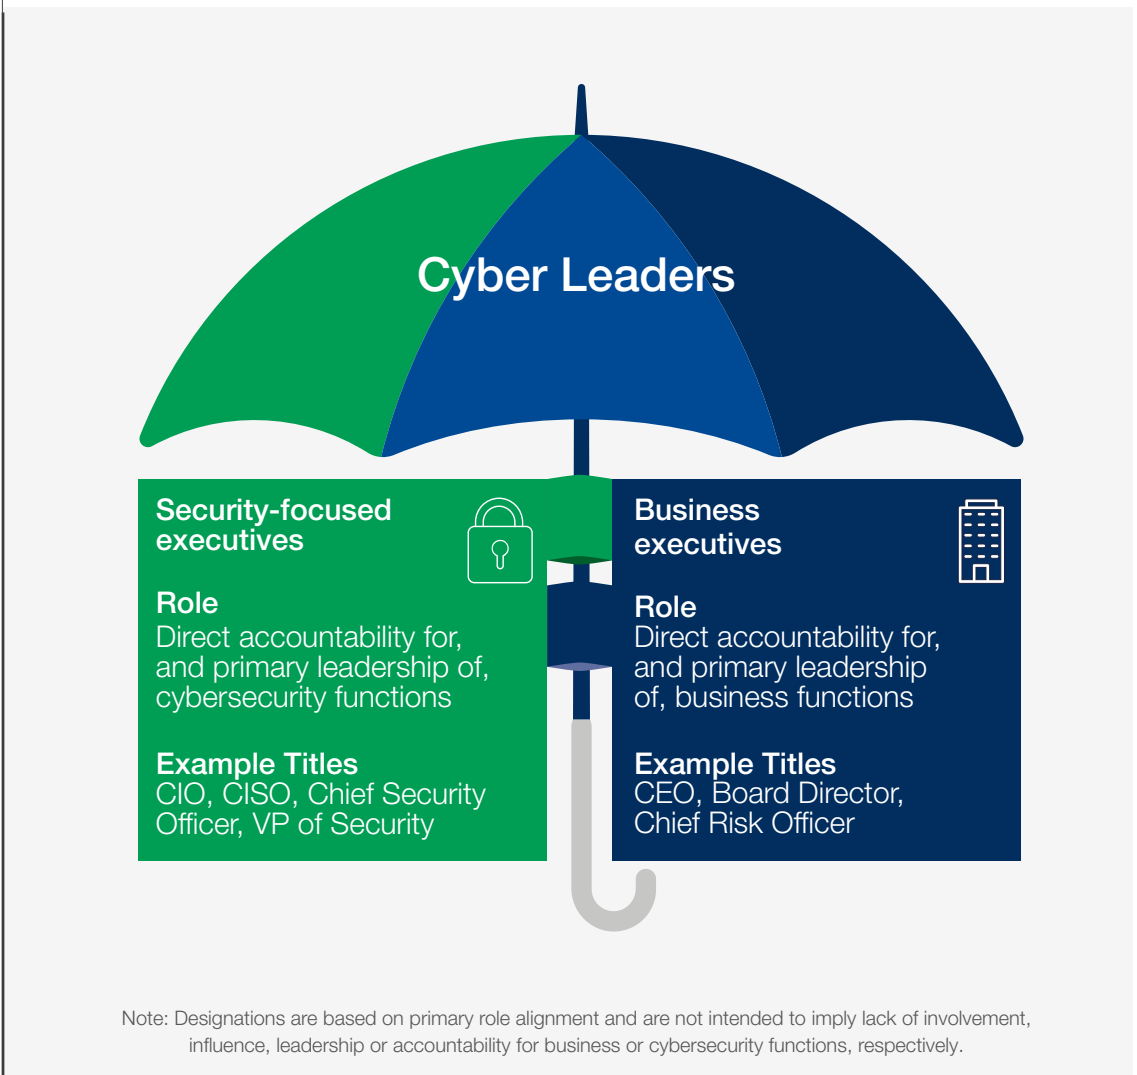 Cyber Leaders
Security-focused
executives
Role
Direct accountability for,
and primary leadership of,
cybersecurity functions
Example Titles
CIO, CISO, Chief Security
Officer, VP of Security
Business
executives
Role
Direct accountability for,
and primary leadership
of, business functions
Example Titles
CEO, Board Director,
Chief Risk Officer
Note: Designations are based on primary role alignment and are not intended to imply lack of involvement,
influence, leadership or accountability for business or cybersecurity functions, respectively.